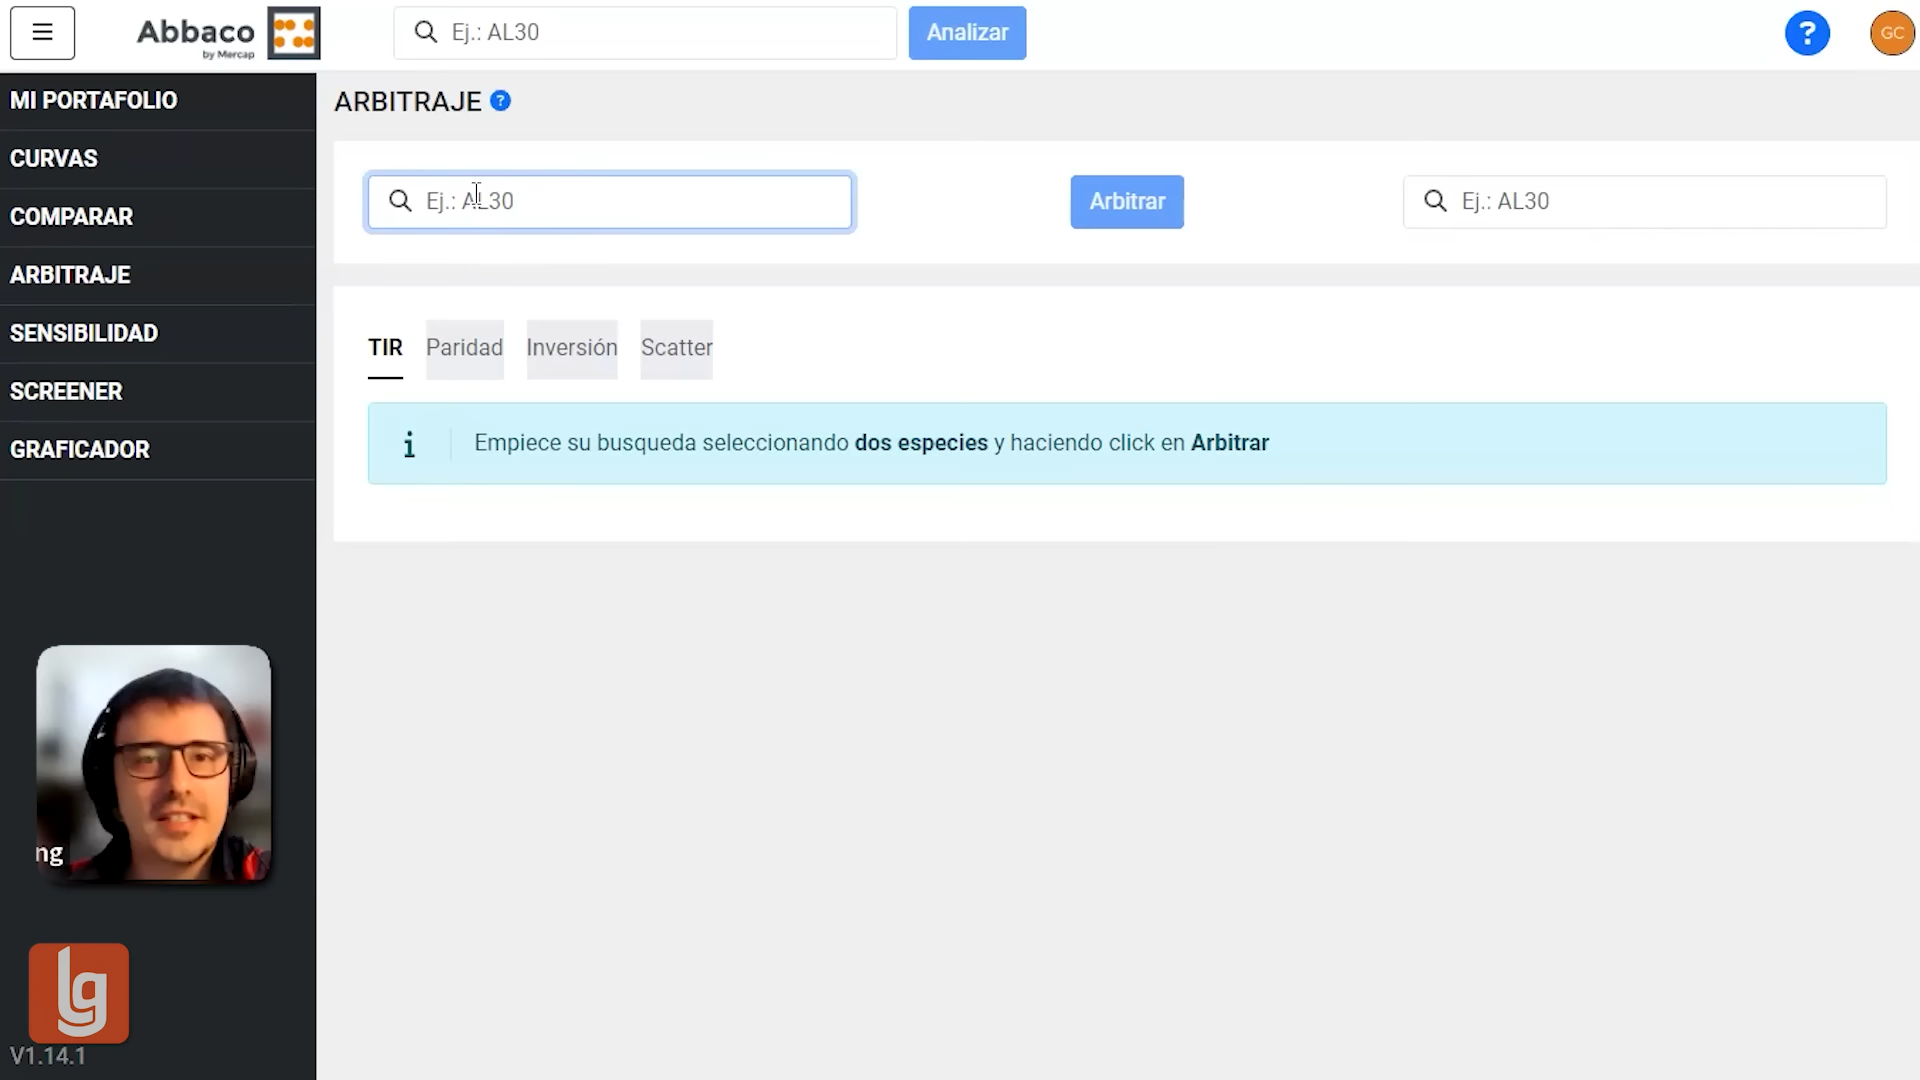 Abbaco
by Mercap
Ej.: AL30
Analizar
?
GC
MI PORTAFOLIO
CURVAS
COMPARAR
ARBITRAJE
SENSIBILIDAD
SCREENER
GRAFICADOR
ARBITRAJE ?
Ej.: AL30
Arbitrar
Ej.: AL30
TIR Paridad Inversión Scatter
i Empiece su busqueda seleccionando dos especies y haciendo click en Arbitrar
ng
lg
V1.14.1